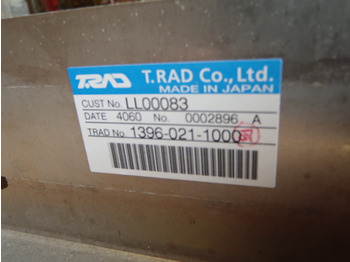 TRAD T.RAD Co., Ltd.
MADE IN JAPAN
CUST No. LL00083
DATE 4060 No. 0002896 A
TRAD No. 1396-021-1000